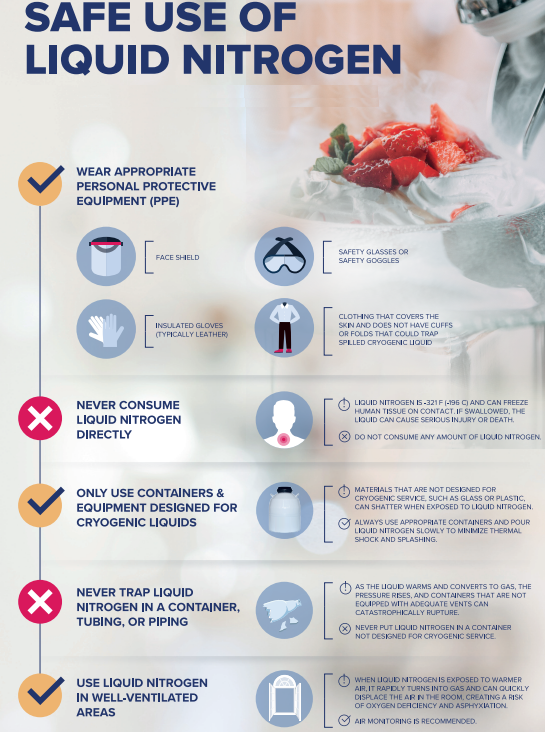 SAFE USE OF
LIQUID NITROGEN
WEAR APPROPRIATE
PERSONAL PROTECTIVE
EQUIPMENT (PPE)
FACE SHIELD
SAFETY GLASSES OR
SAFETY GOGGLES
INSULATED GLOVES
(TYPICALLY LEATHER)
CLOTHING THAT COVERS THE
SKIN AND DOES NOT HAVE CUFFS
OR FOLDS THAT COULD TRAP
SPILLED CRYOGENIC LIQUID
NEVER CONSUME
LIQUID NITROGEN
DIRECTLY
LIQUID NITROGEN IS -321 F (-196 C) AND CAN FREEZE
HUMAN TISSUE ON CONTACT. IF SWALLOWED, THE
LIQUID CAN CAUSE SERIOUS INJURY OR DEATH.
DO NOT CONSUME ANY AMOUNT OF LIQUID NITROGEN.
ONLY USE CONTAINERS &
EQUIPMENT DESIGNED FOR
CRYOGENIC LIQUIDS
MATERIALS THAT ARE NOT DESIGNED FOR
CRYOGENIC SERVICE, SUCH AS GLASS OR PLASTIC,
CAN SHATTER WHEN EXPOSED TO LIQUID NITROGEN.
ALWAYS USE APPROPRIATE CONTAINERS AND POUR
LIQUID NITROGEN SLOWLY TO MINIMIZE THERMAL
SHOCK AND SPLASHING.
NEVER TRAP LIQUID
NITROGEN IN A CONTAINER,
TUBING, OR PIPING
AS THE LIQUID WARMS AND CONVERTS TO GAS, THE
PRESSURE RISES, AND CONTAINERS THAT ARE NOT
EQUIPPED WITH ADEQUATE VENTS CAN
CATASTROPHICALLY RUPTURE.
NEVER PUT LIQUID NITROGEN IN A CONTAINER
NOT DESIGNED FOR CRYOGENIC SERVICE.
USE LIQUID NITROGEN
IN WELL-VENTILATED
AREAS
WHEN LIQUID NITROGEN IS EXPOSED TO WARMER
AIR, IT RAPIDLY TURNS INTO GAS AND CAN QUICKLY
DISPLACE THE AIR IN THE ROOM, CREATING A RISK
OF OXYGEN DEFICIENCY AND ASPHYXIATION.
AIR MONITORING IS RECOMMENDED.